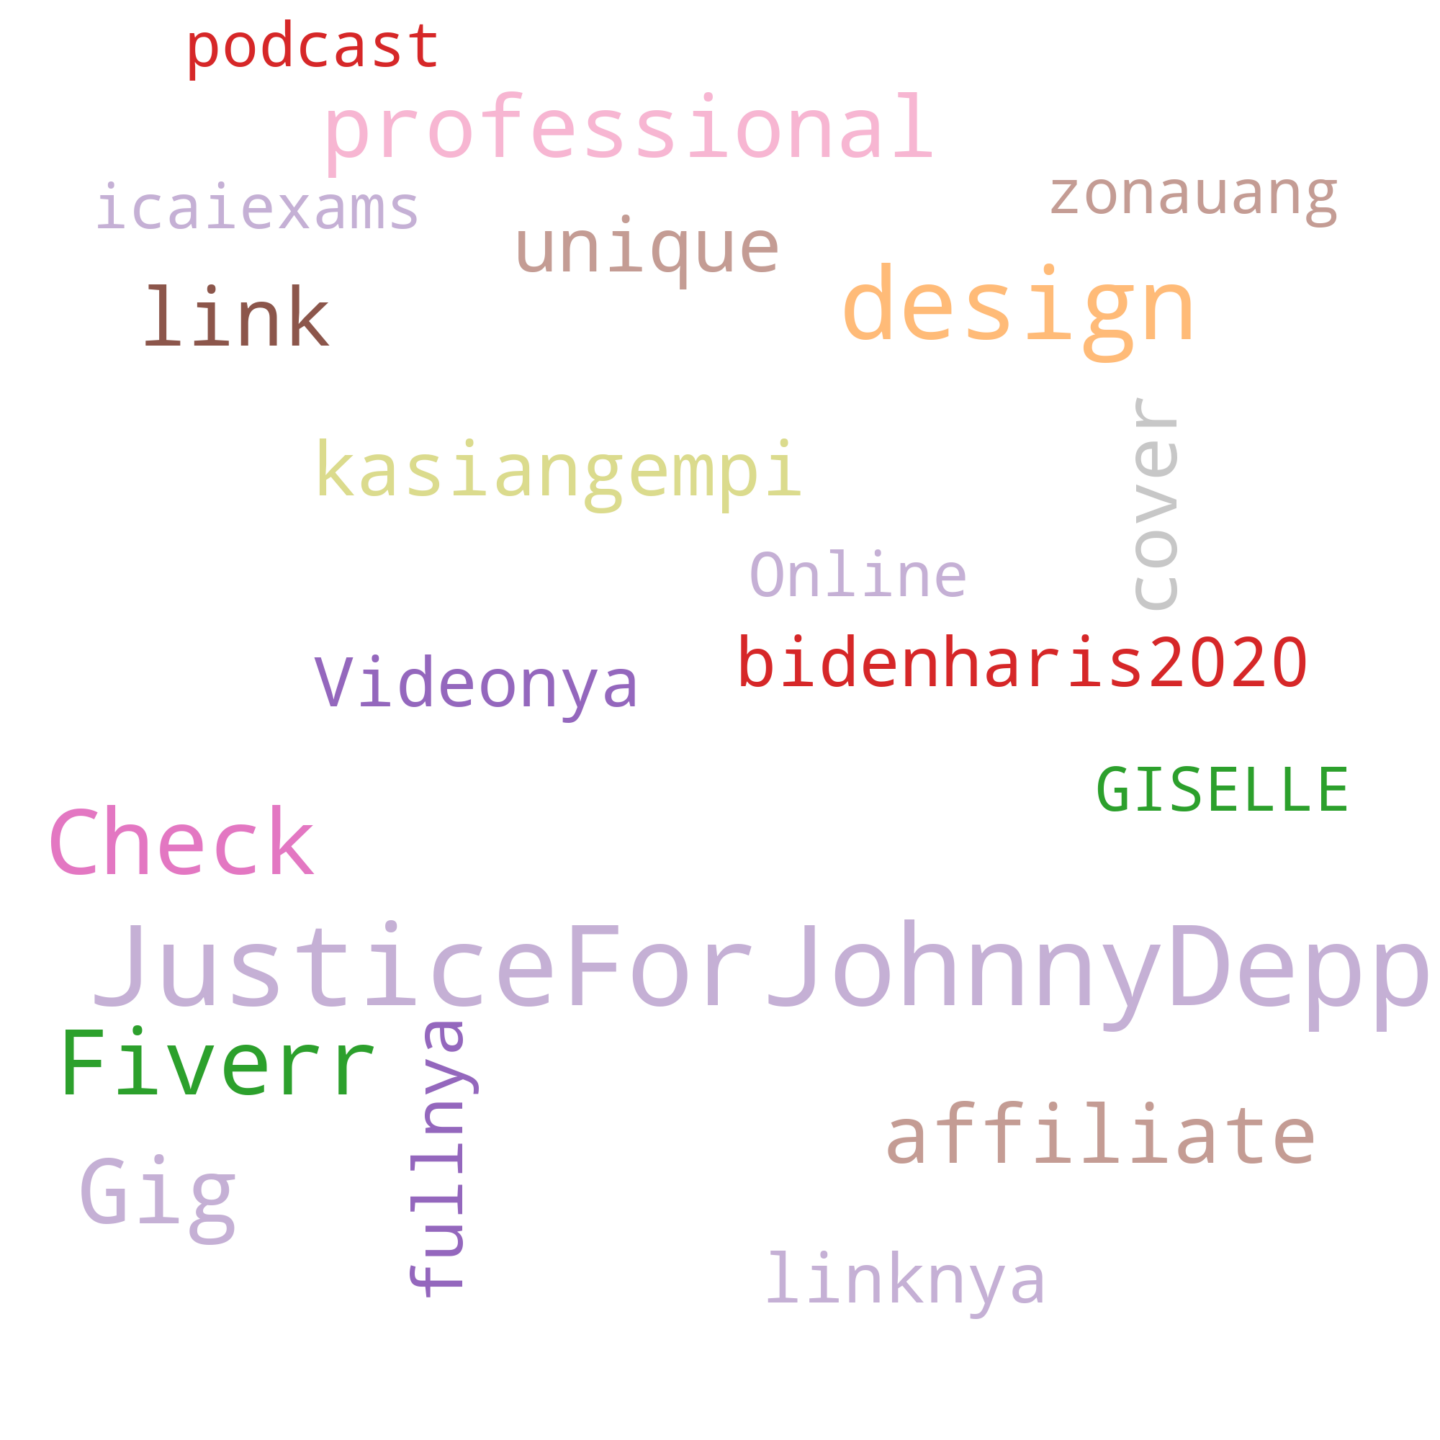 podcast
professional
icaiexams
zonauang
unique
link
design
kasiangempi
cover
Online
Videonya
bidenharis2020
GISELLE
Check
JusticeForJohnnyDepp
Fiverr
fullnya
affiliate
Gig
linknya